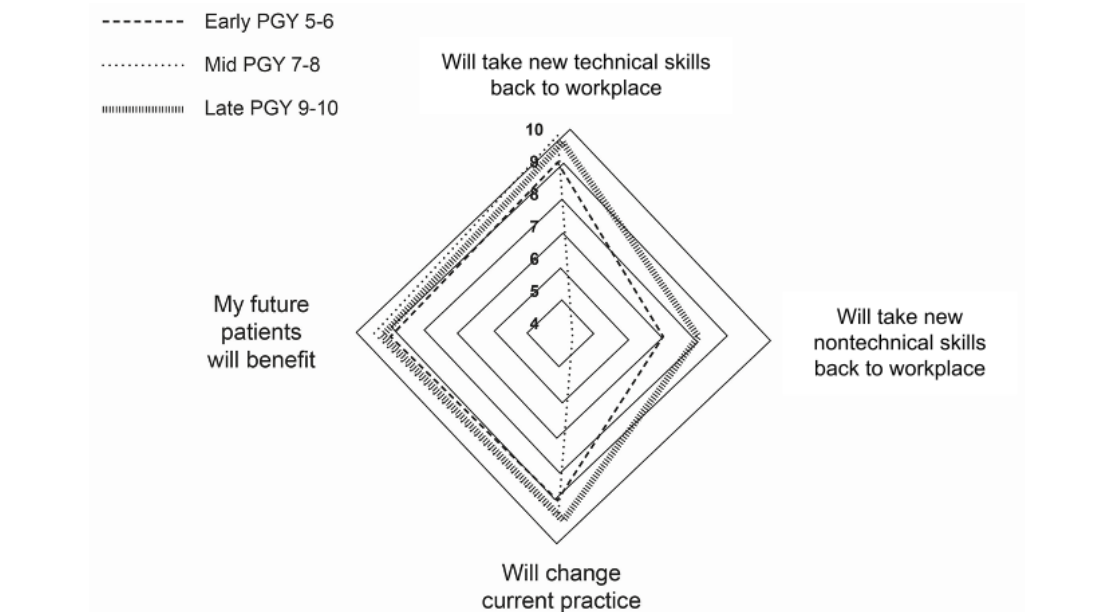 Early PGY 5-6
Mid PGY 7-8
Late PGY 9-10
Will take new technical skills
back to workplace
10
9
8
7
6
5
4
My future
patients
will benefit
Will take new
nontechnical skills
back to workplace
Will change
current practice